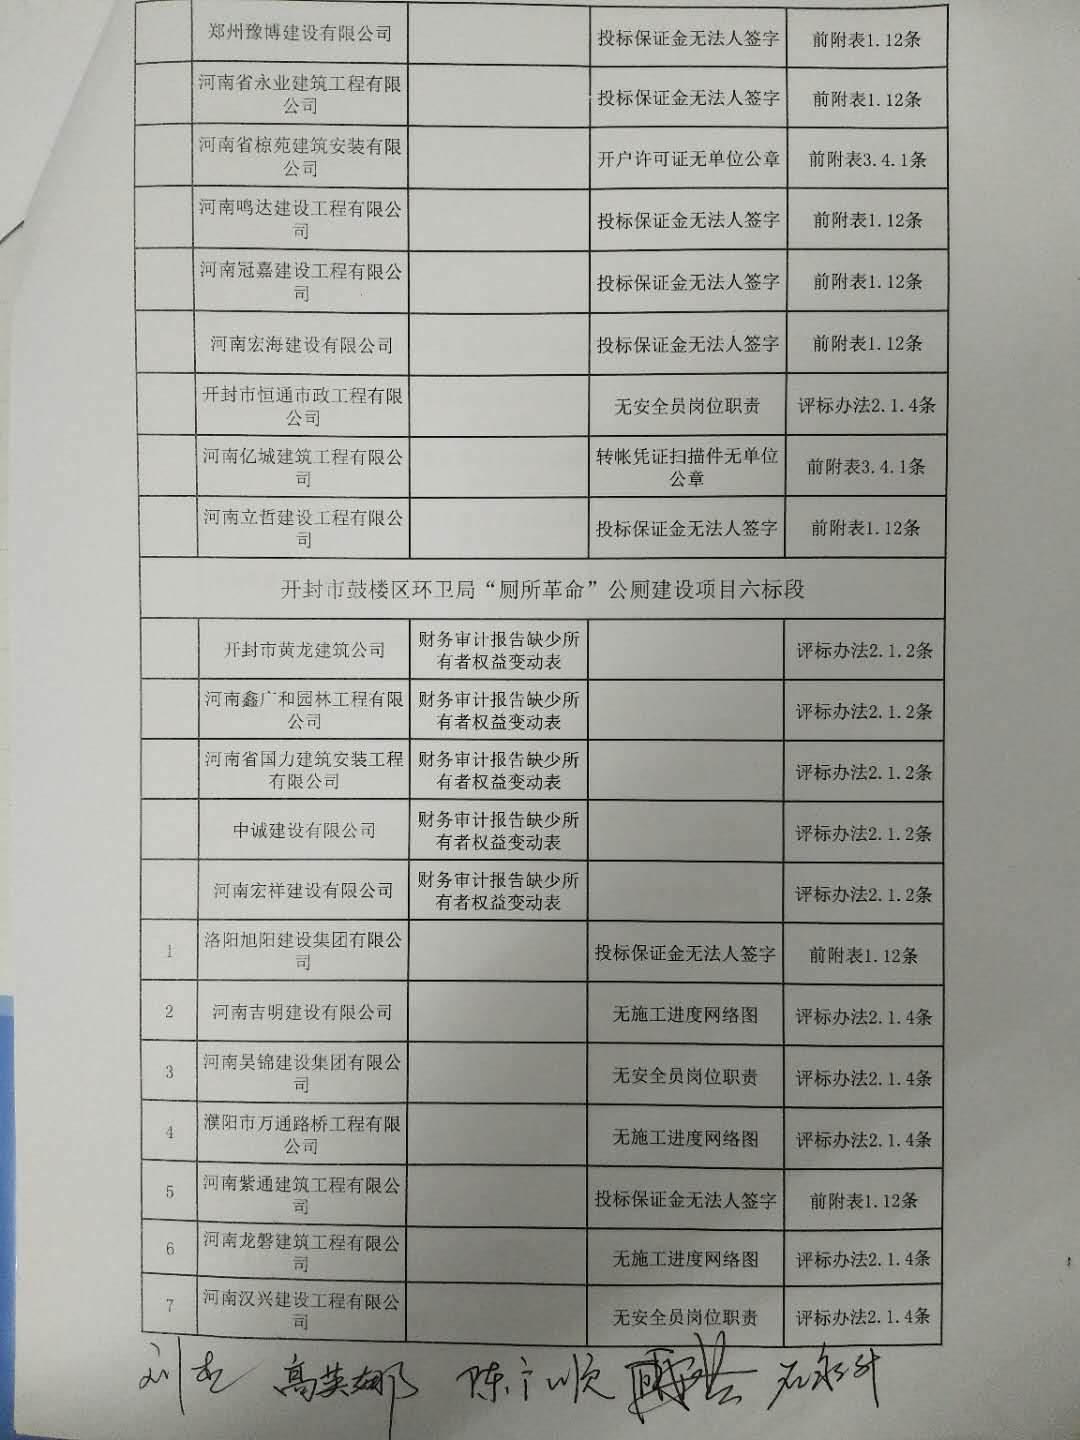 郑州豫博建设有限公司 投标保证金无法人签字 前附表1.12条
河南省永业建筑工程有限
公司 投标保证金无法人签字 前附表1.12条
河南省椋苑建筑安装有限
公司 开户许可证无单位公章 前附表3.4.1条
河南鸣达建设工程有限公
司 投标保证金无法人签字 前附表1.12条
河南冠嘉建设工程有限公
司 投标保证金无法人签字 前附表1.12条
河南宏海建设有限公司 投标保证金无法人签字 前附表1.12条
开封市恒通市政工程有限
公司 无安全员岗位职责 评标办法2.1.4条
河南亿城建筑工程有限公
司 转帐凭证扫描件无单位
公章 前附表3.4.1条
河南立哲建设工程有限公
司 投标保证金无法人签字 前附表1.12条
开封市鼓楼区环卫局“厕所革命”公厕建设项目六标段
开封市黄龙建筑公司 财务审计报告缺少所
有者权益变动表 评标办法2.1.2条
河南鑫广和园林工程有限
公司 财务审计报告缺少所
有者权益变动表 评标办法2.1.2条
河南省国力建筑安装工程
有限公司 财务审计报告缺少所
有者权益变动表 评标办法2.1.2条
中诚建设有限公司 财务审计报告缺少所
有者权益变动表 评标办法2.1.2条
河南宏祥建设有限公司 财务审计报告缺少所
有者权益变动表 评标办法2.1.2条
1 洛阳旭阳建设集团有限公
司 投标保证金无法人签字 前附表1.12条
2 河南吉明建设有限公司 无施工进度网络图 评标办法2.1.4条
3 河南昊锦建设集团有限公
司 无安全员岗位职责 评标办法2.1.4条
4 濮阳市万通路桥工程有限
公司 无施工进度网络图 评标办法2.1.4条
5 河南紫通建筑工程有限公
司 投标保证金无法人签字 前附表1.12条
6 河南龙磐建筑工程有限公
司 无施工进度网络图 评标办法2.1.4条
7 河南汉兴建设工程有限公
司 无安全员岗位职责 评标办法2.1.4条
高英娜 陈广顺